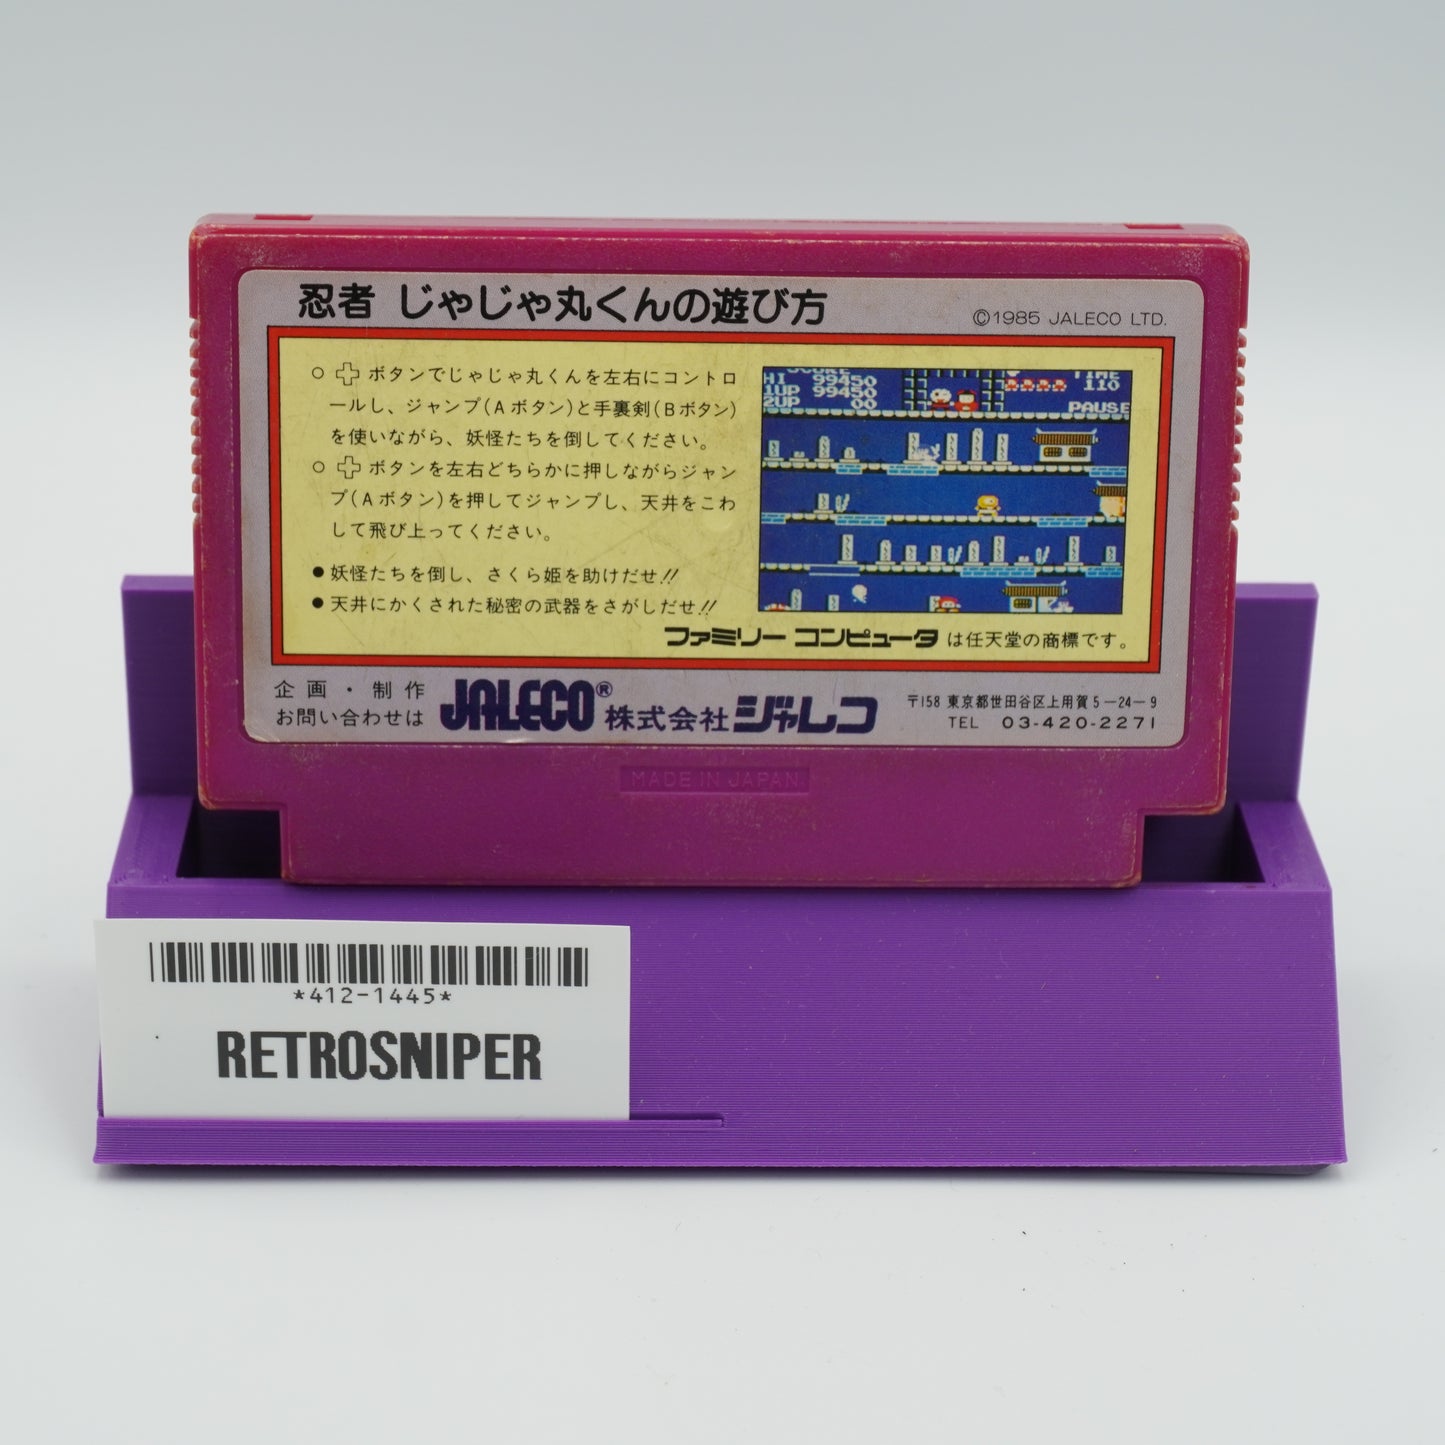 忍者 じゃじゃ丸くんの遊び方
©1985 JALECO LTD.
○ ボタンでじゃじゃ丸くんを左右にコントロ
ールし、ジャンプ(Aボタン)と手裏剣(Bボタン)
を使いながら、妖怪たちを倒してください。
○ ボタンを左右どちらかに押しながらジャン
プ(Aボタン)を押してジャンプし、天井をこわ
して飛び上ってください。
●妖怪たちを倒し、さくら姫を助けだせ!!
●天井にかくされた秘密の武器をさがしだせ!!
SCORE
HI 99450
1UP 99450
2UP 00
TIME
110
PAUSE
ファミリー コンピュータ は任天堂の商標です。
企画・制作
お問い合わせは
JALECO® 株式会社ジャレコ
〒158 東京都世田谷区上用賀5-24-9
TEL 03-420-2271
MADE IN JAPAN
*412-1445*
RETROSNIPER